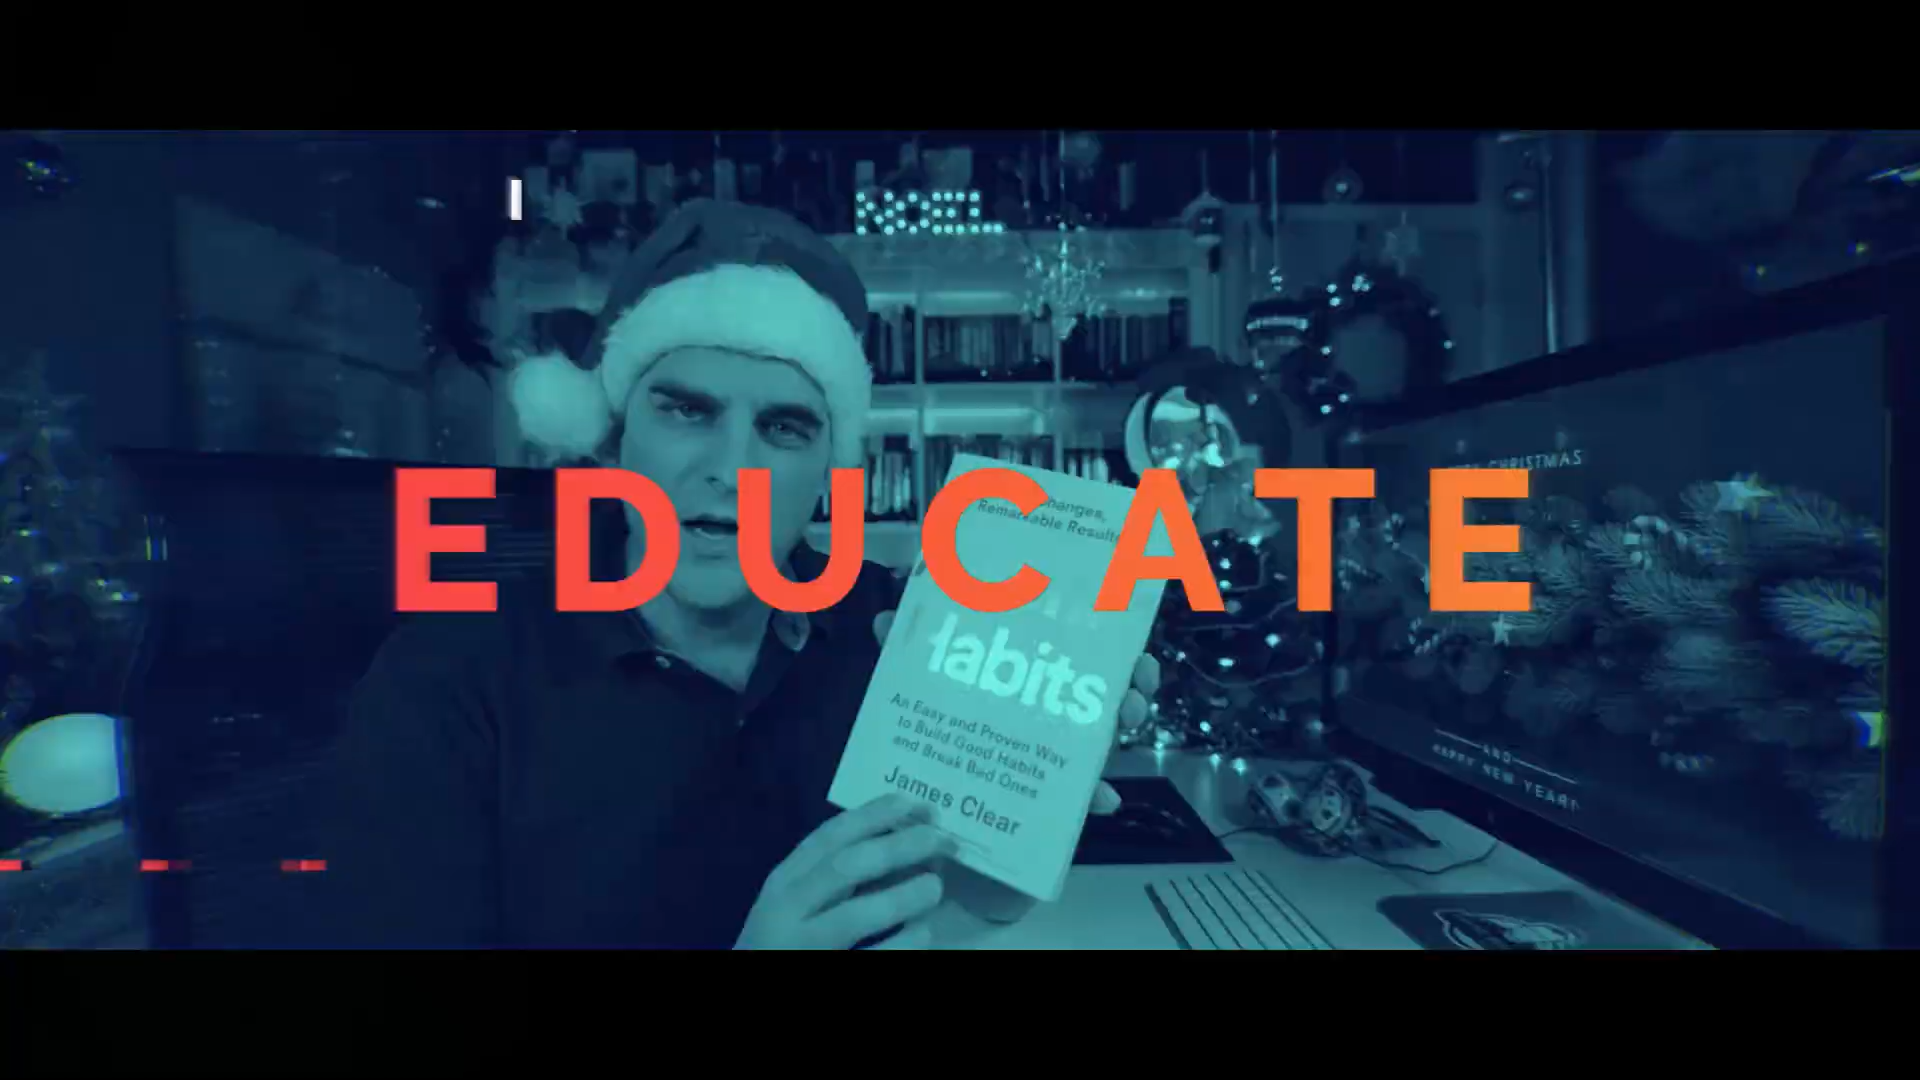 NOEL
CHRISTMAS
EDUCATE
Changes,
Remarkable Results
Habits
An Easy and Proven Way
to Build Good Habits
and Break Bad Ones
James Clear
AND
HAPPY NEW YEAR!